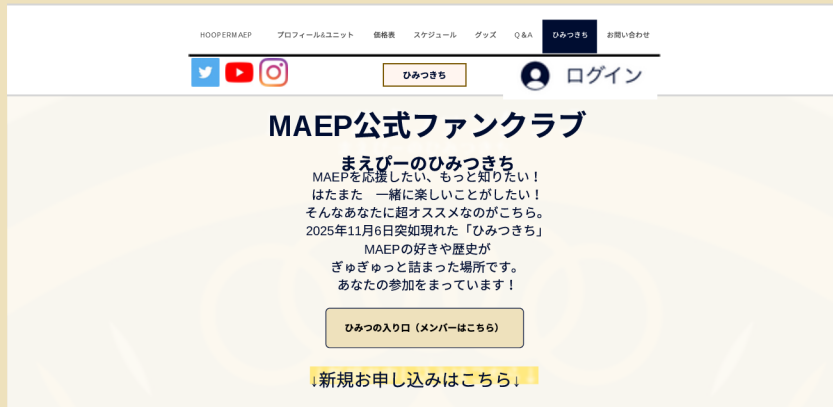 HOOPERMAEP プロフィール&ユニット 価格表 スケジュール グッズ Q&A ひみつきち お問い合わせ
ひみつきち
ログイン
MAEP公式ファンクラブ
まえぴーのひみつきち
MAEPを応援したい、もっと知りたい！
はたまた　一緒に楽しいことがしたい！
そんなあなたに超オススメなのがこちら。
2025年11月6日突如現れた「ひみつきち」
MAEPの好きや歴史が
ぎゅぎゅっと詰まった場所です。
あなたの参加をまっています！
ひみつの入り口（メンバーはこちら）
↓新規お申し込みはこちら↓